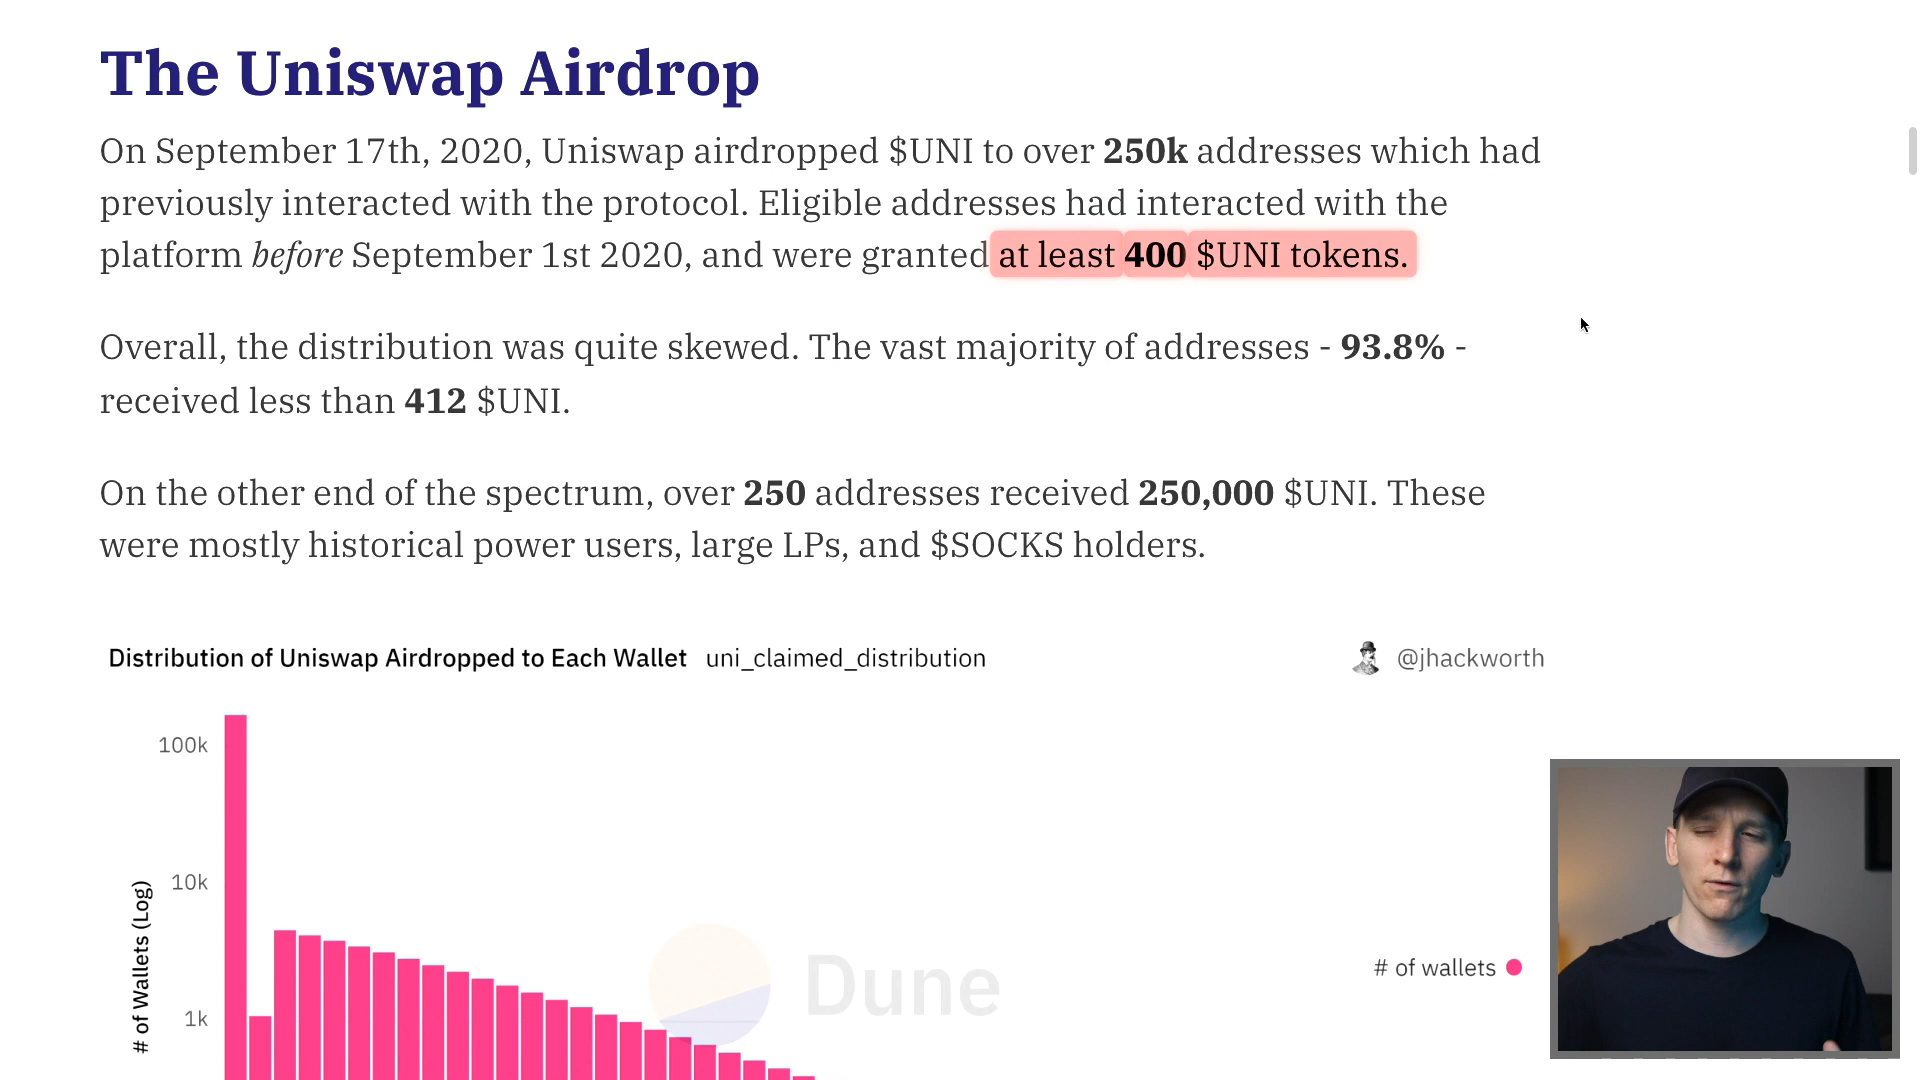 The Uniswap Airdrop
On September 17th, 2020, Uniswap airdropped $UNI to over 250k addresses which had
previously interacted with the protocol. Eligible addresses had interacted with the
platform before September 1st 2020, and were granted at least 400 $UNI tokens.
Overall, the distribution was quite skewed. The vast majority of addresses - 93.8% -
received less than 412 $UNI.
On the other end of the spectrum, over 250 addresses received 250,000 $UNI. These
were mostly historical power users, large LPs, and $SOCKS holders.
Distribution of Uniswap Airdropped to Each Wallet uni_claimed_distribution
@jhackworth
100k
10k
1k
# of Wallets (Log)
Dune
# of wallets